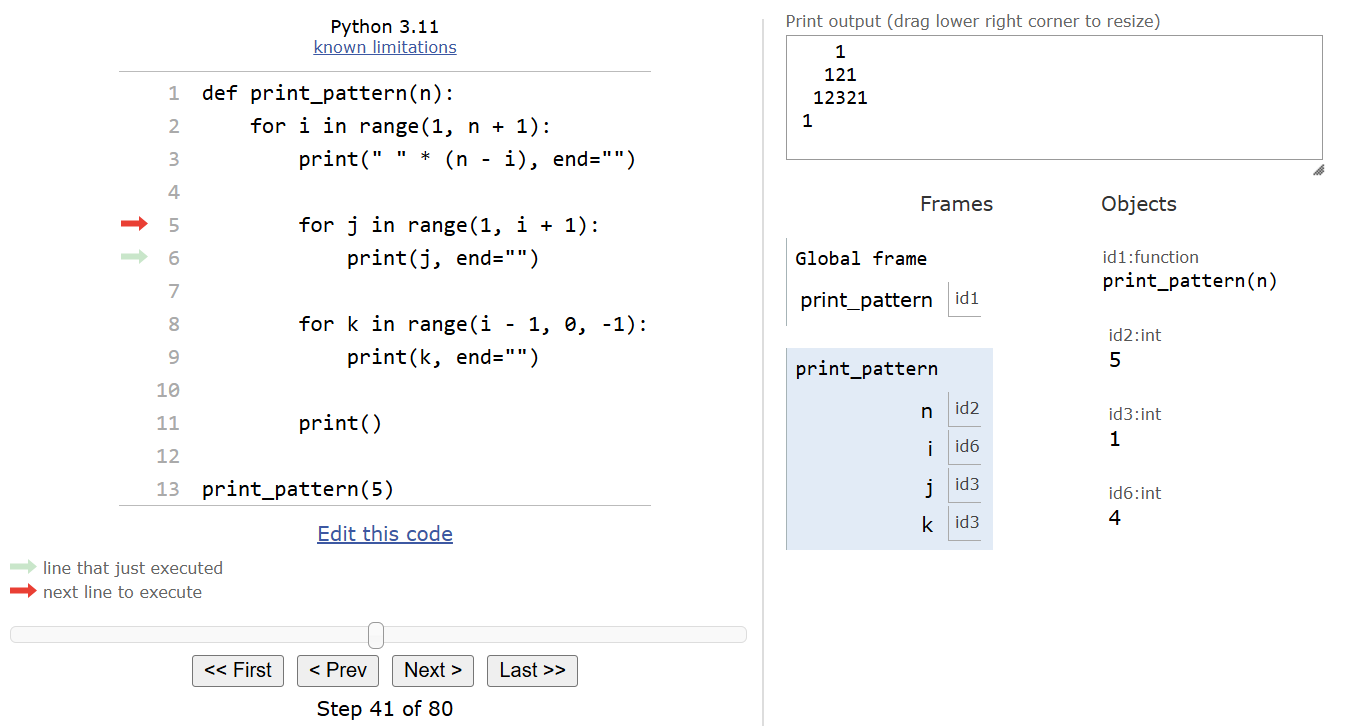 Python 3.11
known limitations
1 def print_pattern(n):
2     for i in range(1, n + 1):
3         print(" " * (n - i), end="")
4
5         for j in range(1, i + 1):
6             print(j, end="")
7
8         for k in range(i - 1, 0, -1):
9             print(k, end="")
10
11         print()
12
13 print_pattern(5)
Edit this code
line that just executed
next line to execute
<< First < Prev Next > Last >>
Step 41 of 80
Print output (drag lower right corner to resize)
    1
   121
  12321
 1
Frames Objects
Global frame
print_pattern id1
print_pattern
n id2
i id6
j id3
k id3
id1:function
print_pattern(n)
id2:int
5
id3:int
1
id6:int
4